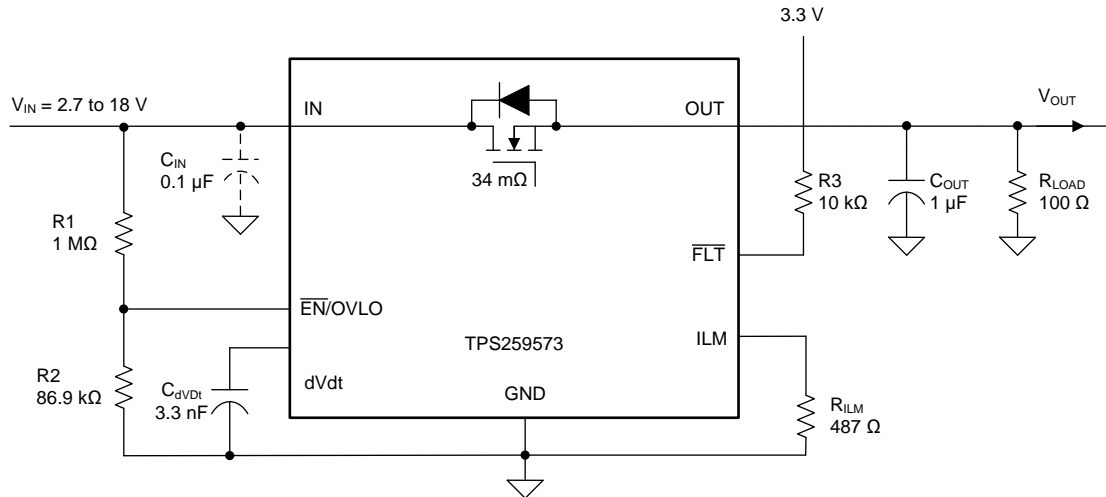 3.3 V
V_IN = 2.7 to 18 V
IN
OUT
V_OUT
C_IN
0.1 µF
34 mΩ
R3
10 kΩ
C_OUT
1 µF
R_LOAD
100 Ω
R1
1 MΩ
F̅L̅T̅
E̅N̅/OVLO
TPS259573
ILM
R2
86.9 kΩ
C_dVDt
3.3 nF
dVdt
GND
R_ILM
487 Ω